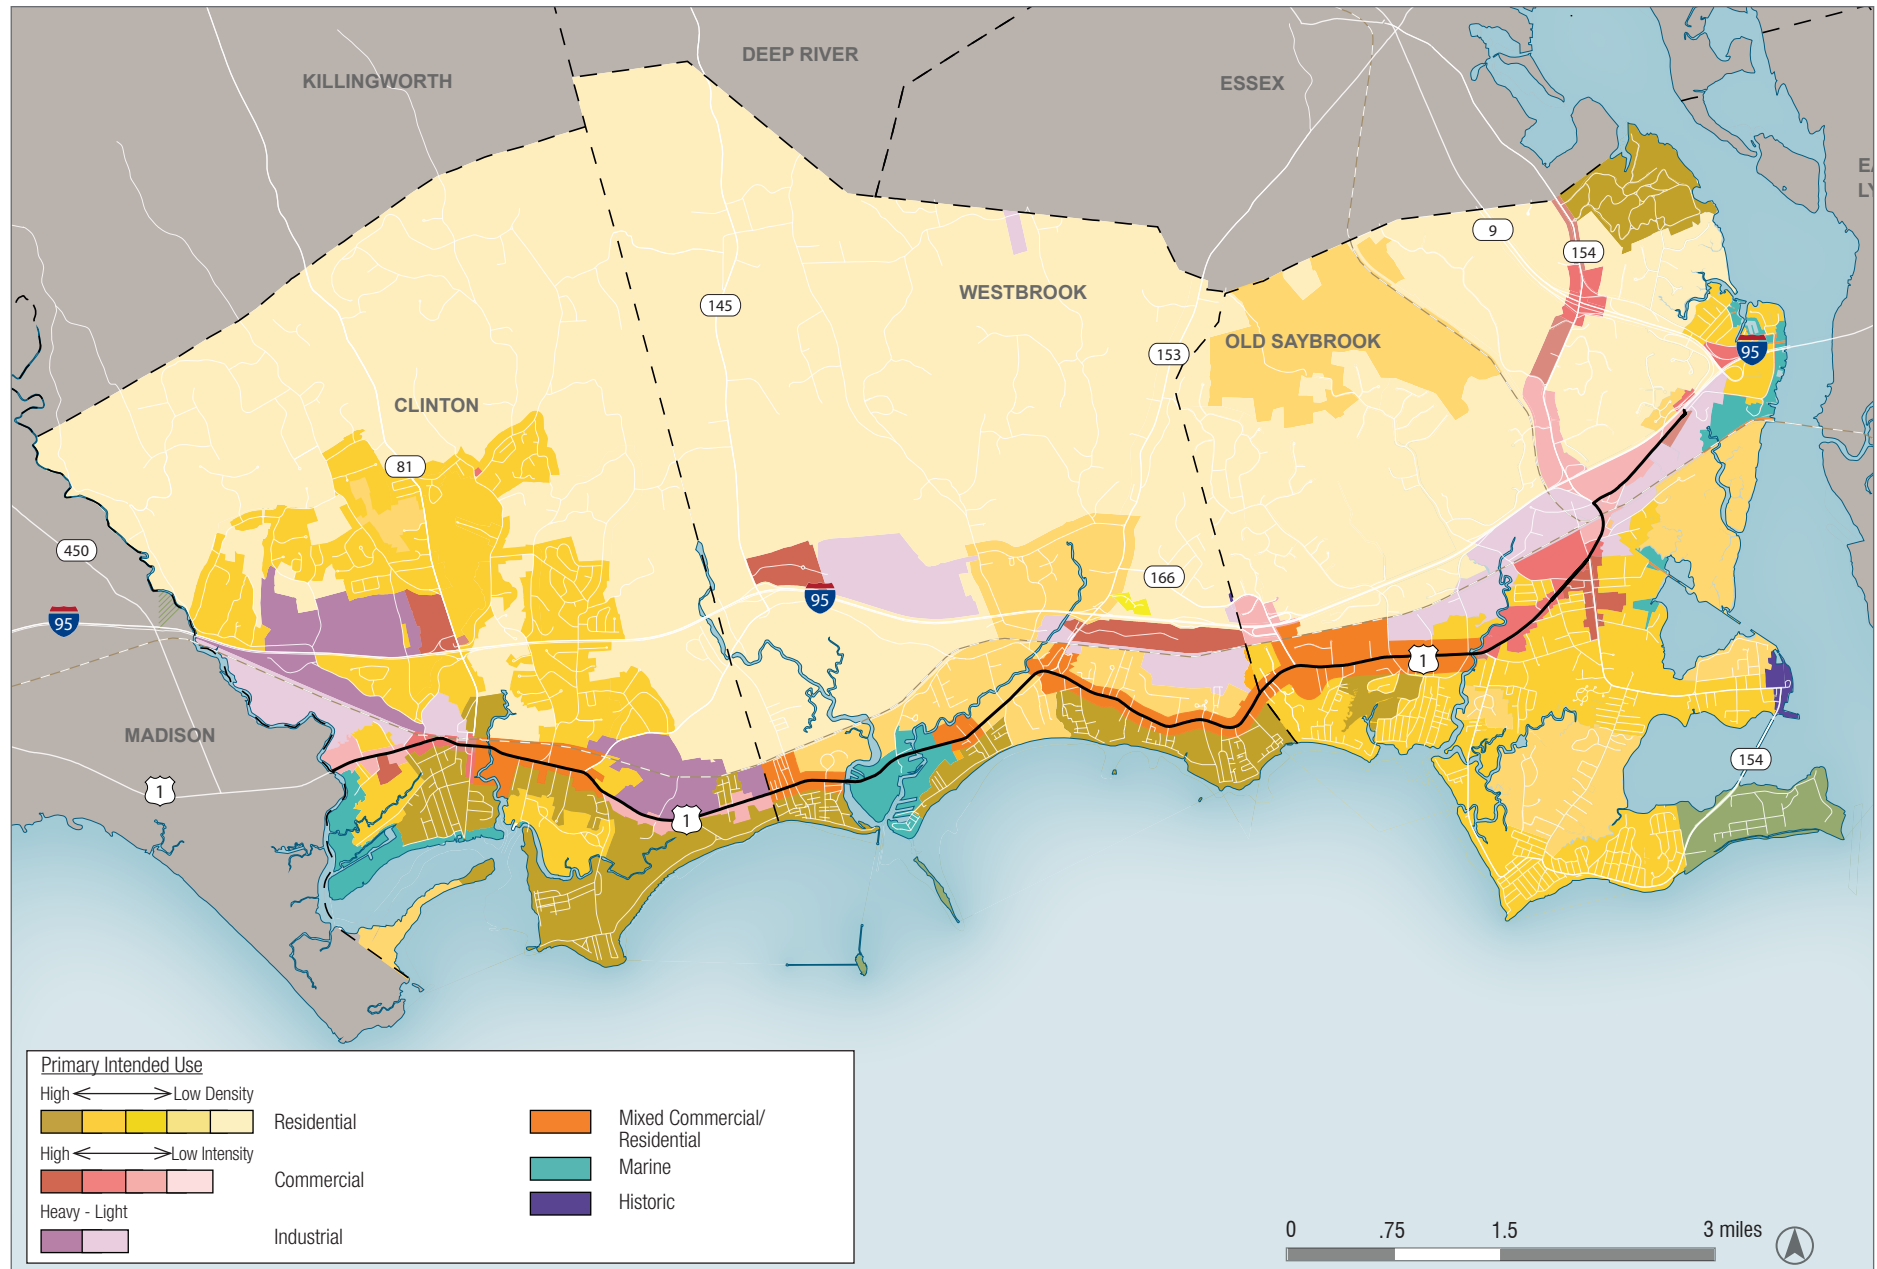 DEEP RIVER
KILLINGWORTH
ESSEX
EA
LY
9
154
WESTBROOK
145
OLD SAYBROOK
153
95
CLINTON
81
450
166
95
95
1
MADISON
154
1
1
Primary Intended Use
High Low Density
Residential
High Low Intensity
Commercial
Heavy - Light
Industrial
Mixed Commercial/
Residential
Marine
Historic
0 .75 1.5 3 miles